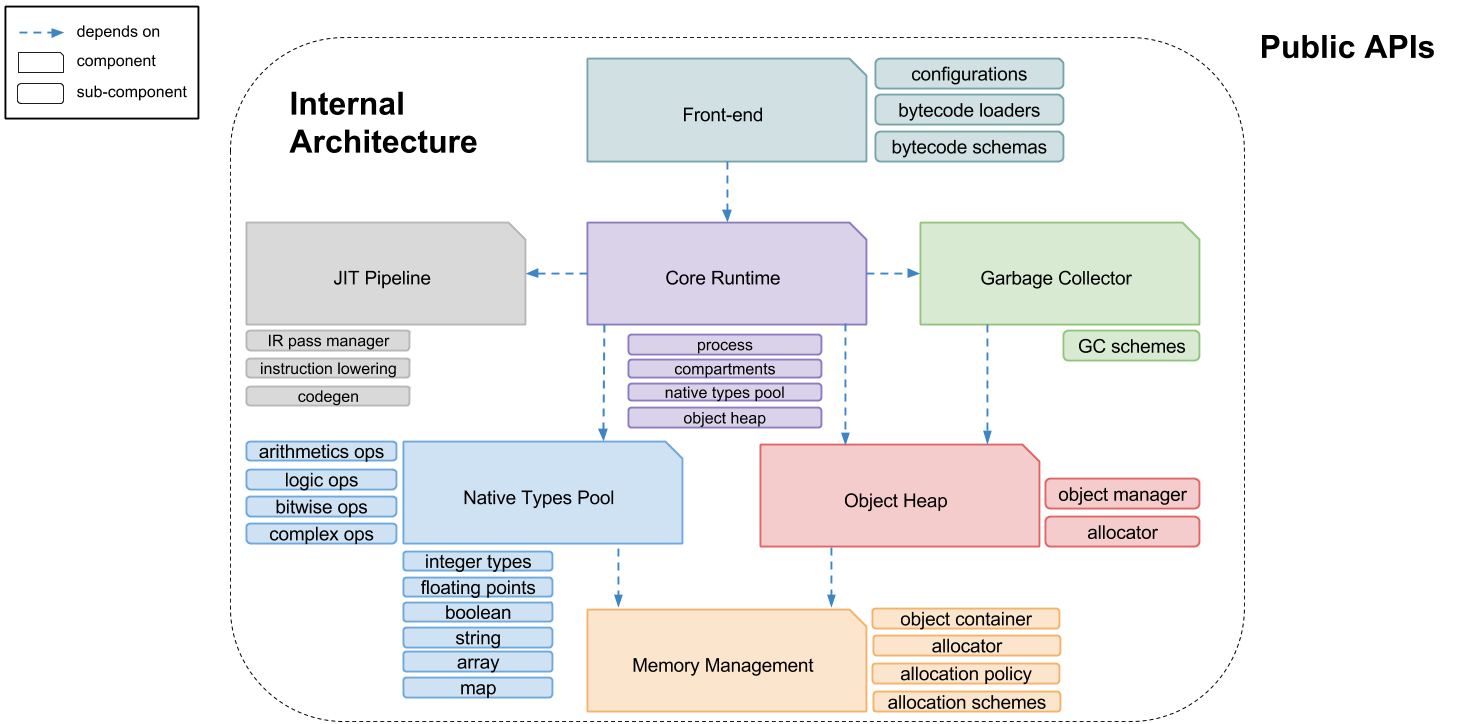 depends on
component
sub-component
Public APIs
Internal
Architecture
Front-end
configurations
bytecode loaders
bytecode schemas
JIT Pipeline
IR pass manager
instruction lowering
codegen
Core Runtime
process
compartments
native types pool
object heap
Garbage Collector
GC schemes
arithmetics ops
logic ops
bitwise ops
complex ops
Native Types Pool
integer types
floating points
boolean
string
array
map
Object Heap
object manager
allocator
Memory Management
object container
allocator
allocation policy
allocation schemes